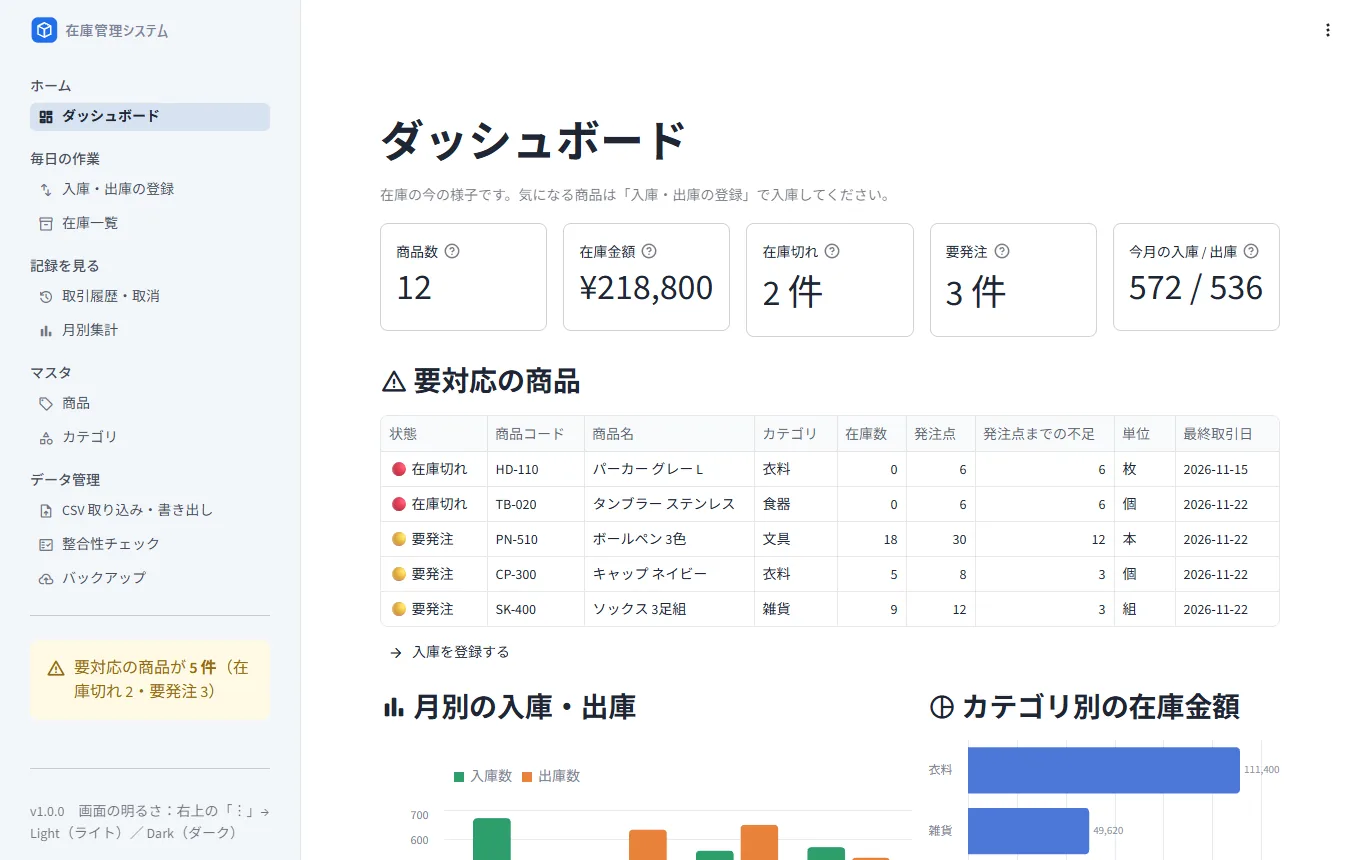 在庫管理システム
ホーム
ダッシュボード
毎日の作業
入庫・出庫の登録
在庫一覧
記録を見る
取引履歴・取消
月別集計
マスタ
商品
カテゴリ
データ管理
CSV 取り込み・書き出し
整合性チェック
バックアップ
要対応の商品が 5 件（在
庫切れ 2・要発注 3）
v1.0.0 画面の明るさ：右上の「⋮」→
Light（ライト）／ Dark（ダーク）
ダッシュボード
在庫の今の様子です。気になる商品は「入庫・出庫の登録」で入庫してください。
商品数
12
在庫金額
¥218,800
在庫切れ
2 件
要発注
3 件
今月の入庫 / 出庫
572 / 536
要対応の商品
状態 商品コード 商品名 カテゴリ 在庫数 発注点 発注点までの不足 単位 最終取引日
在庫切れ HD-110 パーカー グレー L 衣料 0 6 6 枚 2026-11-15
在庫切れ TB-020 タンブラー ステンレス 食器 0 6 6 個 2026-11-22
要発注 PN-510 ボールペン 3色 文具 18 30 12 本 2026-11-22
要発注 CP-300 キャップ ネイビー 衣料 5 8 3 個 2026-11-22
要発注 SK-400 ソックス 3足組 雑貨 9 12 3 組 2026-11-22
→ 入庫を登録する
月別の入庫・出庫
入庫数 出庫数
700
600
カテゴリ別の在庫金額
衣料 111,400
雑貨 49,620